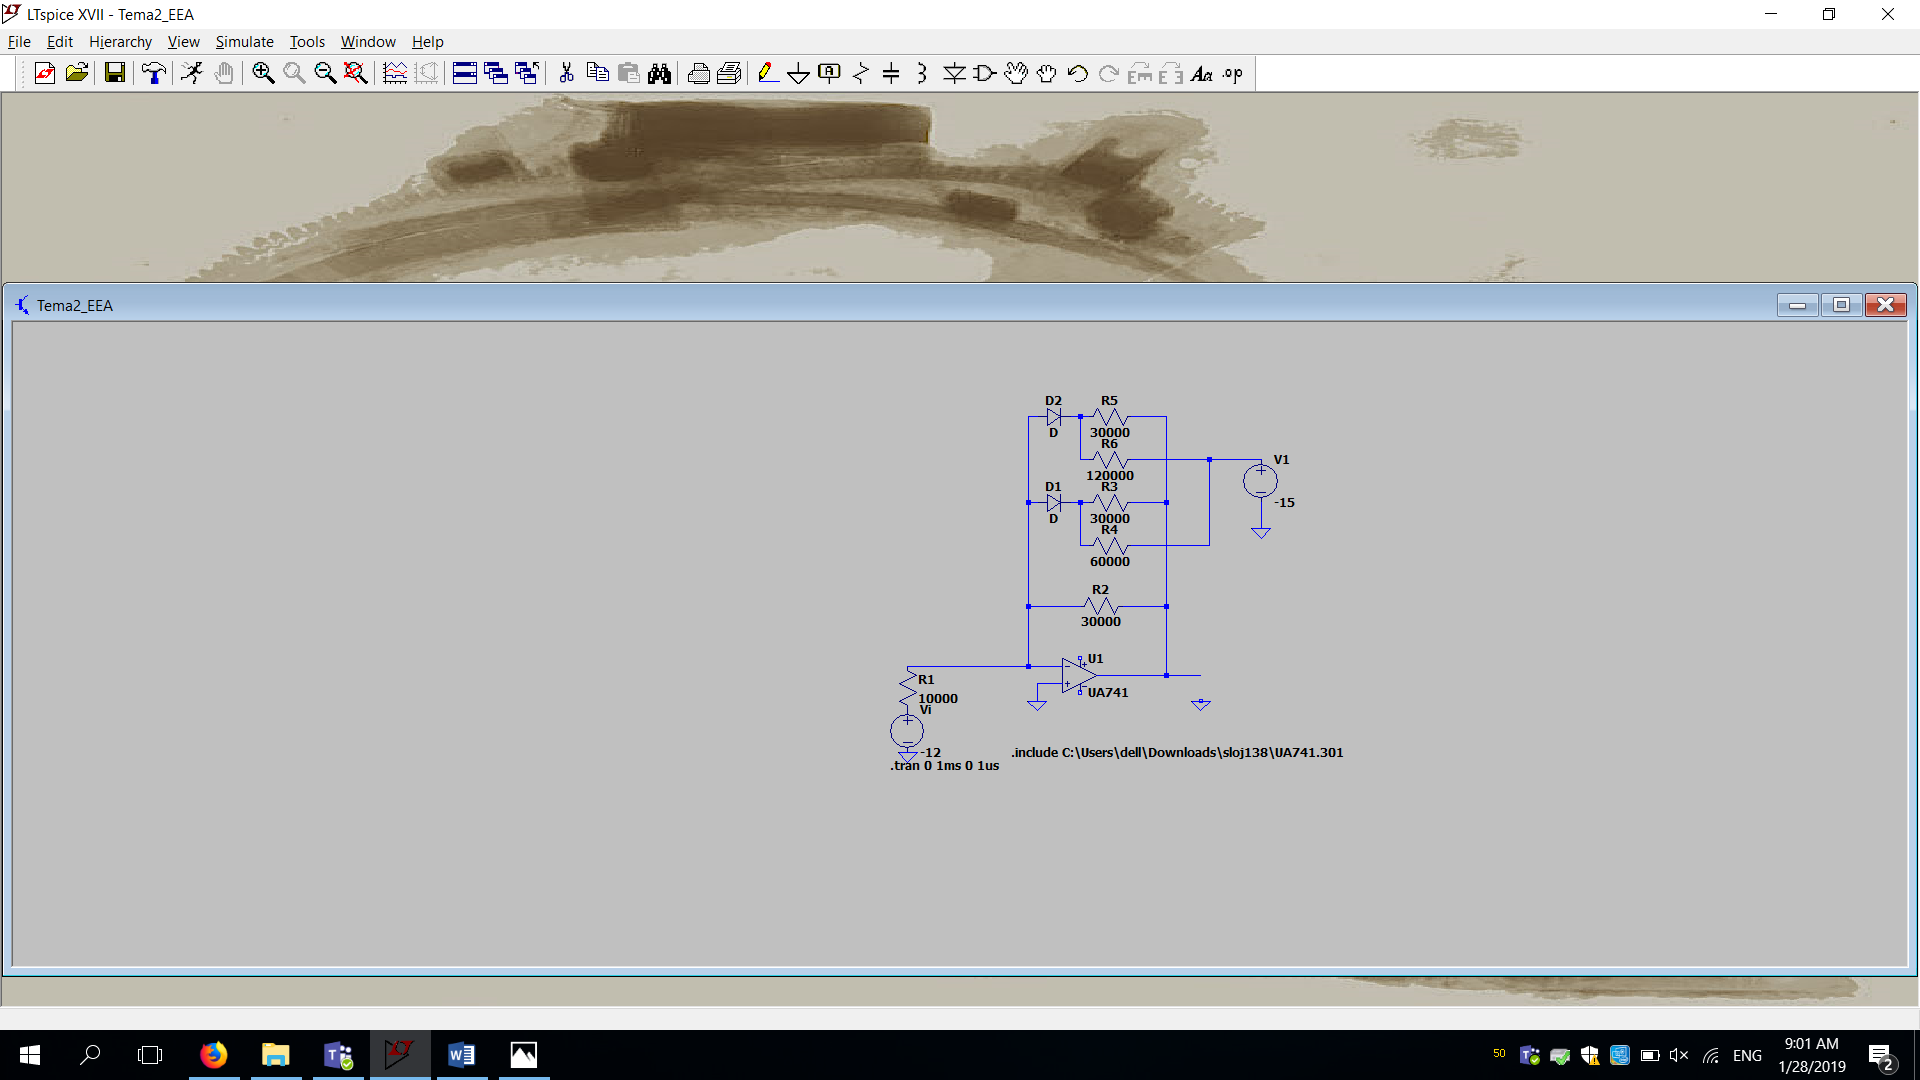 LTspice XVII - Tema2_EEA
File Edit Hierarchy View Simulate Tools Window Help
A Aa .op
Tema2_EEA
D2 R5
D 30000
R6
120000
V1
-15
D1 R3
D 30000
R4
60000
R2
30000
U1
UA741
R1
10000
Vi
-12
.tran 0 1ms 0 1us
.include C:\Users\dell\Downloads\sloj138\UA741.301
50 ENG 9:01 AM
1/28/2019 2